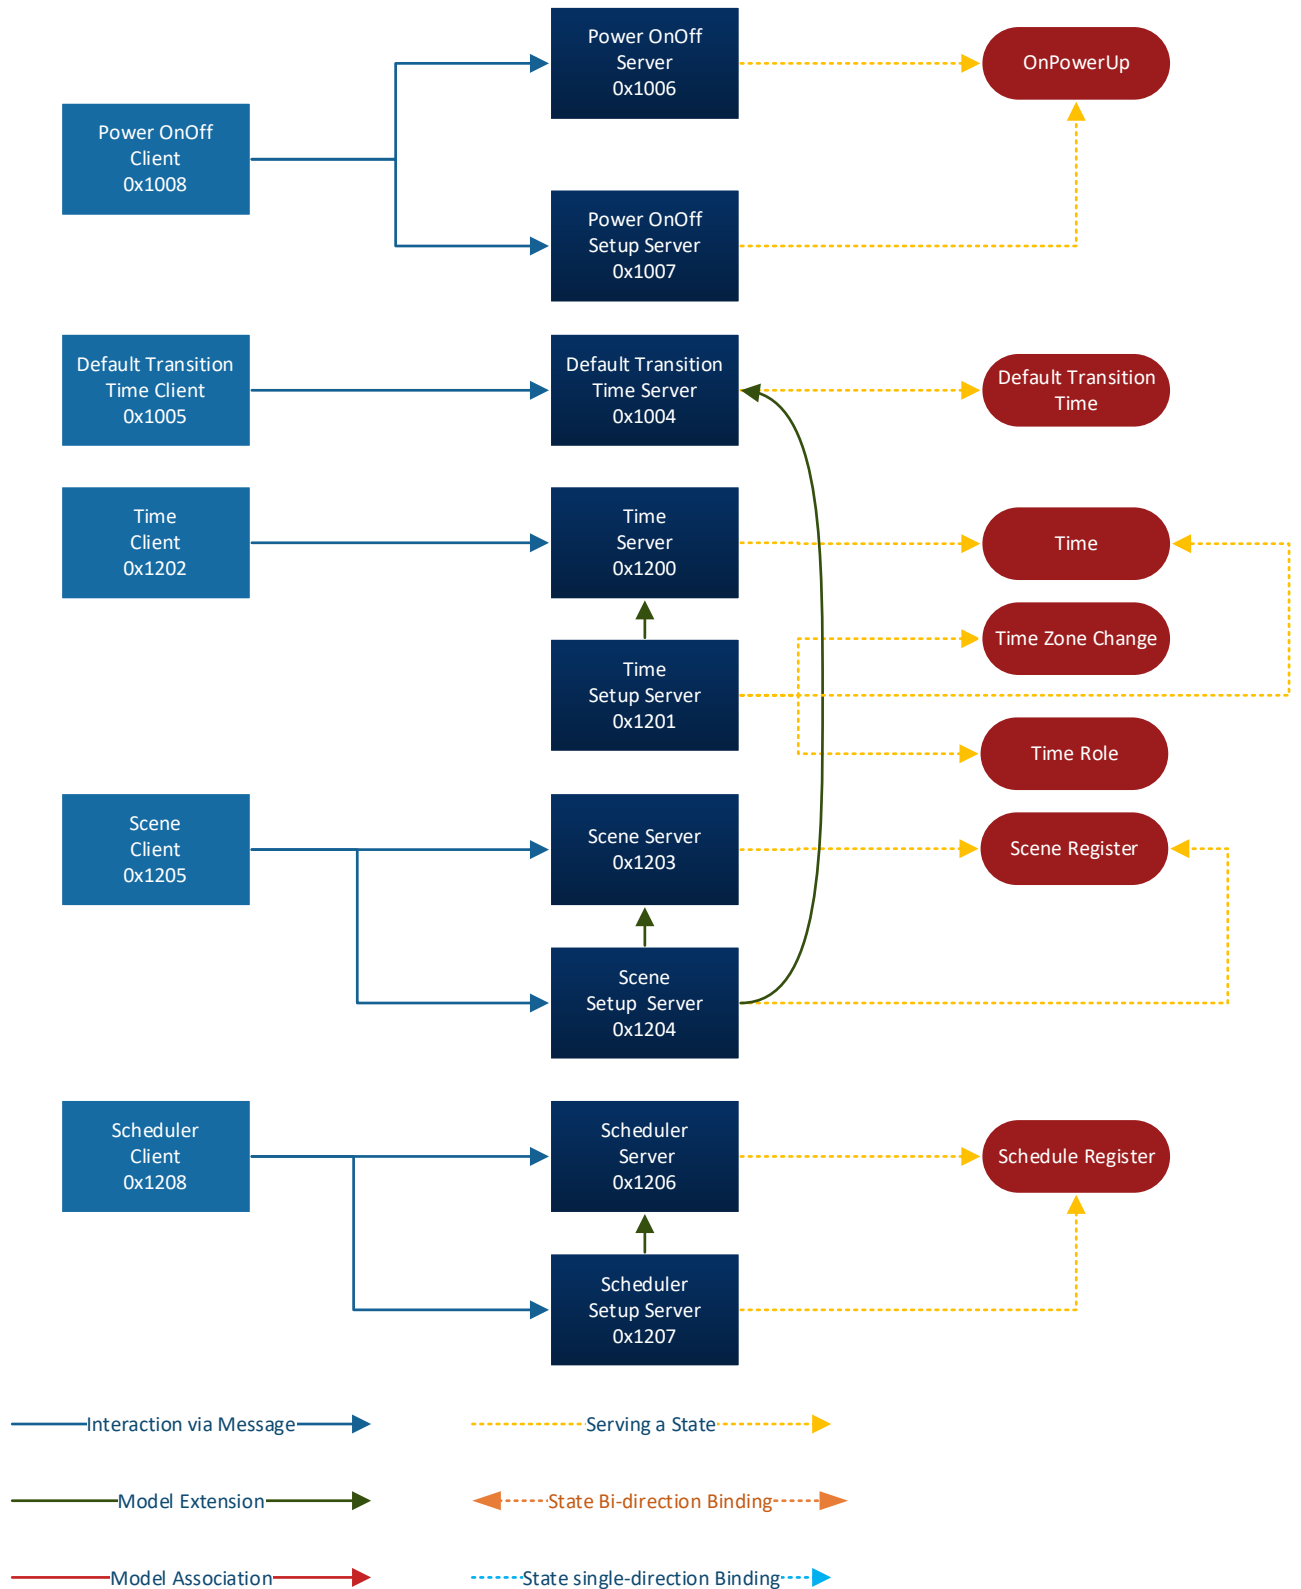 Power OnOff
Server
0x1006
OnPowerUp
Power OnOff
Client
0x1008
Power OnOff
Setup Server
0x1007
Default Transition
Time Client
0x1005
Default Transition
Time Server
0x1004
Default Transition
Time
Time
Client
0x1202
Time
Server
0x1200
Time
Time Zone Change
Time
Setup Server
0x1201
Time Role
Scene
Client
0x1205
Scene Server
0x1203
Scene Register
Scene
Setup Server
0x1204
Scheduler
Client
0x1208
Scheduler
Server
0x1206
Schedule Register
Scheduler
Setup Server
0x1207
Interaction via Message
Serving a State
Model Extension
State Bi-direction Binding
Model Association
State single-direction Binding